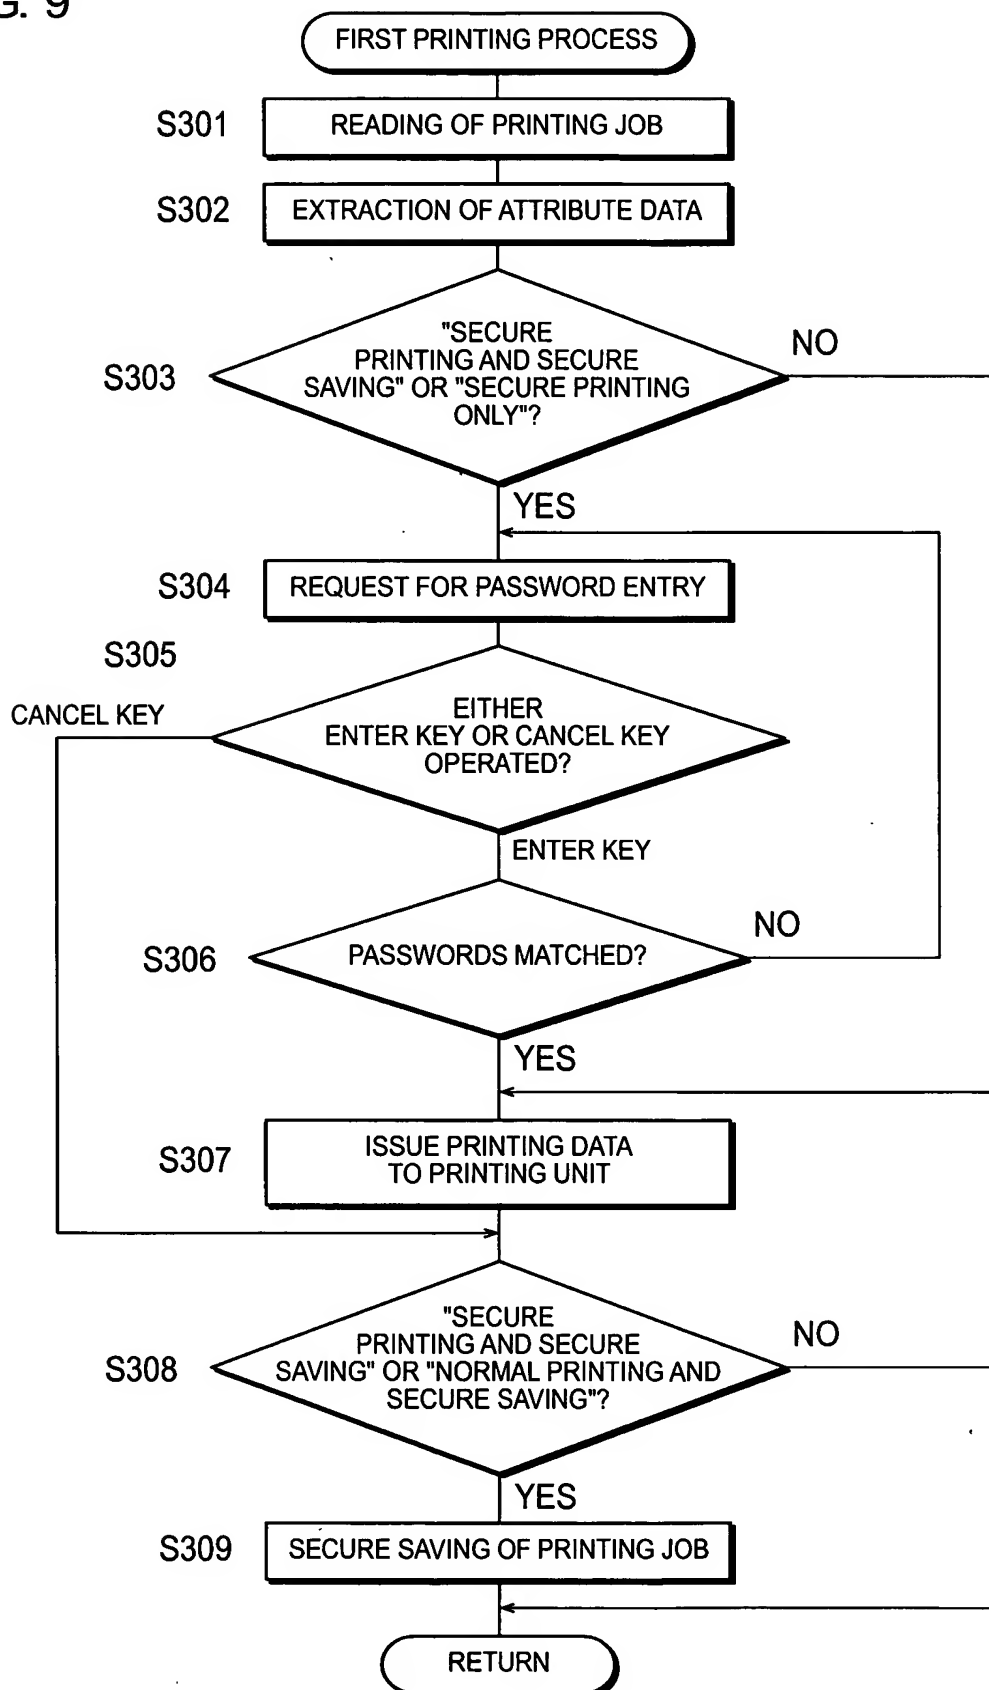 G. 9
FIRST PRINTING PROCESS
S301
READING OF PRINTING JOB
S302
EXTRACTION OF ATTRIBUTE DATA
S303
"SECURE
PRINTING AND SECURE
SAVING" OR "SECURE PRINTING
ONLY"?
NO
YES
S304
REQUEST FOR PASSWORD ENTRY
S305
CANCEL KEY
EITHER
ENTER KEY OR CANCEL KEY
OPERATED?
ENTER KEY
S306
PASSWORDS MATCHED?
NO
YES
S307
ISSUE PRINTING DATA
TO PRINTING UNIT
S308
"SECURE
PRINTING AND SECURE
SAVING" OR "NORMAL PRINTING AND
SECURE SAVING"?
NO
YES
S309
SECURE SAVING OF PRINTING JOB
RETURN